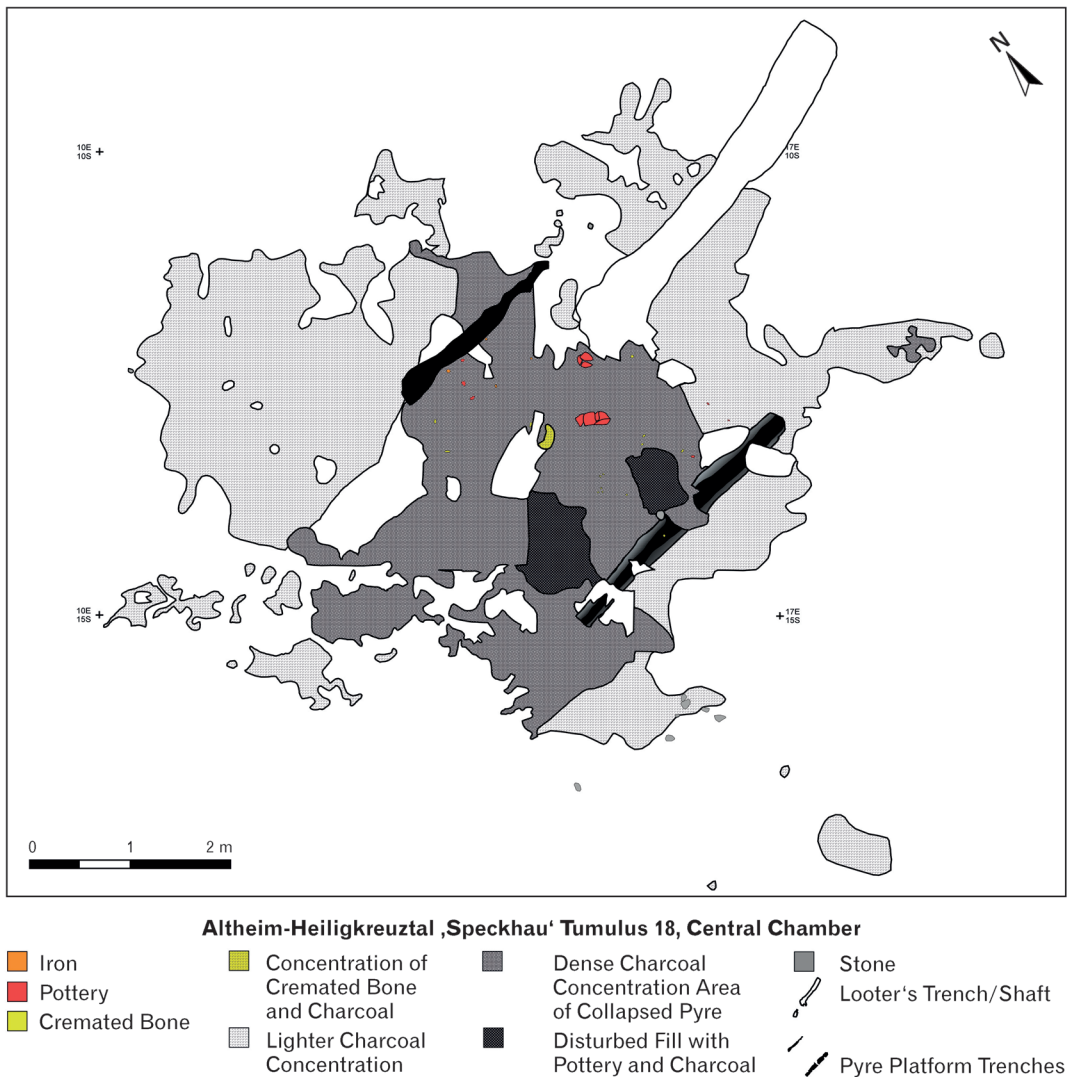 N
10E
10S
17E
10S
10E
15S
17E
15S
0 1 2 m
Altheim-Heiligkreuztal ‚Speckhau‘ Tumulus 18, Central Chamber
Iron
Pottery
Cremated Bone
Concentration of
Cremated Bone
and Charcoal
Lighter Charcoal
Concentration
Dense Charcoal
Concentration Area
of Collapsed Pyre
Disturbed Fill with
Pottery and Charcoal
Stone
Looter‘s Trench/Shaft
Pyre Platform Trenches